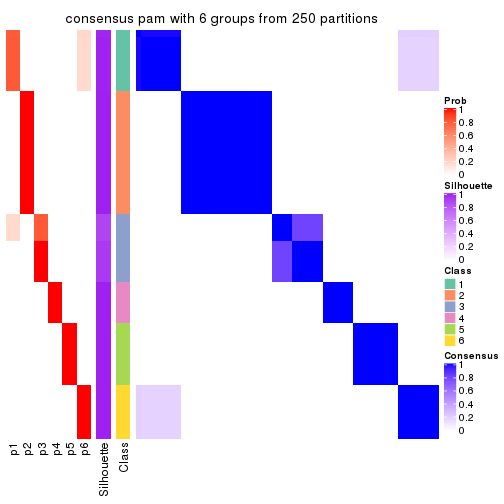 consensus pam with 6 groups from 250 partitions
Prob
1
0.8
0.6
0.4
0.2
0
Silhouette
1
0.8
0.6
0.4
0.2
0
Class
1
2
3
4
5
6
Consensus
1
0.8
0.6
0.4
0.2
0
p1
p2
p3
p4
p5
p6
Silhouette
Class